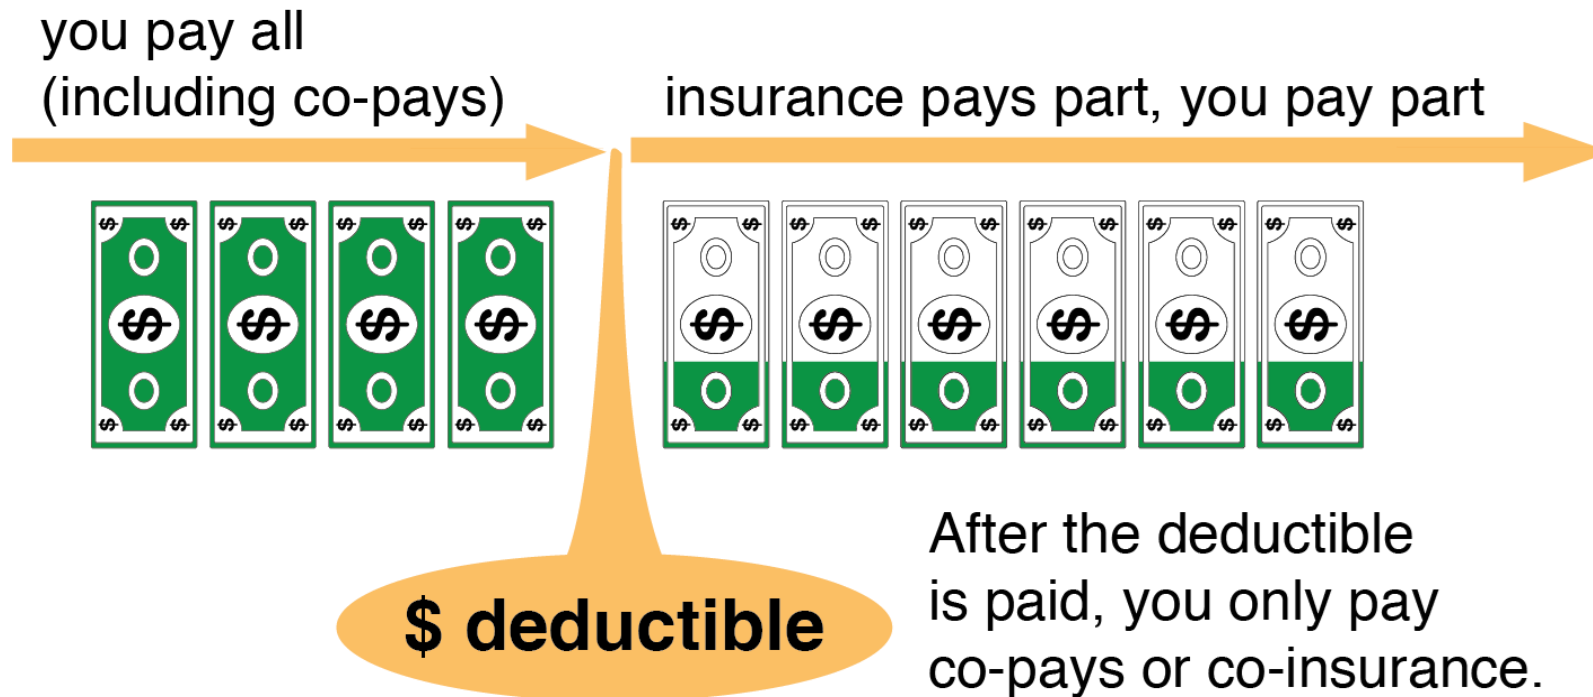 you pay all
(including co-pays)
insurance pays part, you pay part
$ deductible
After the deductible
is paid, you only pay
co-pays or co-insurance.